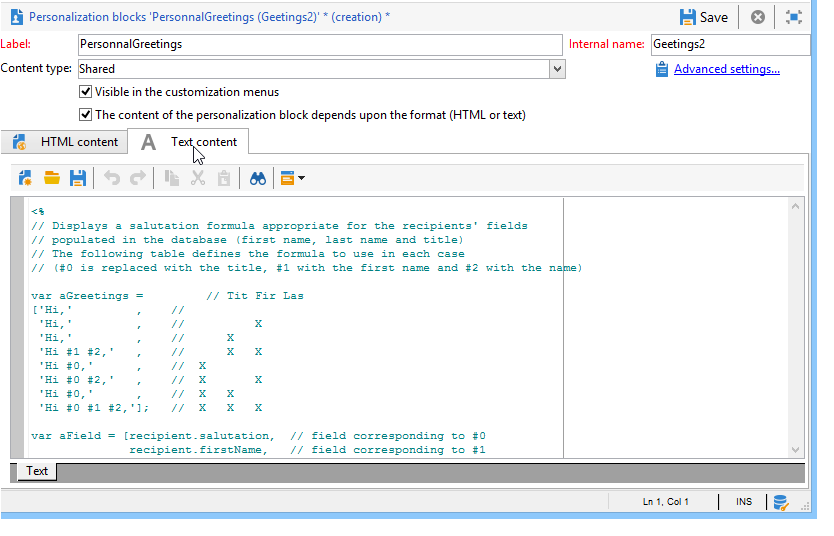 Personalization blocks 'PersonnalGreetings (Geetings2)' * (creation) *
Save
Label: PersonnalGreetings Internal name: Geetings2
Content type: Shared Advanced settings...
Visible in the customization menus
The content of the personalization block depends upon the format (HTML or text)
HTML content A Text content
<%
// Displays a salutation formula appropriate for the recipients' fields
// populated in the database (first name, last name and title)
// The following table defines the formula to use in each case
// (#0 is replaced with the title, #1 with the first name and #2 with the name)
var aGreetings = // Tit Fir Las
['Hi,' , //
'Hi,' , // X
'Hi,' , // X
'Hi #1 #2,' , // X X
'Hi #0,' , // X
'Hi #0 #2,' , // X X
'Hi #0,' , // X X
'Hi #0 #1 #2,']; // X X X
var aField = [recipient.salutation, // field corresponding to #0
recipient.firstName, // field corresponding to #1
Text
Ln 1, Col 1 INS